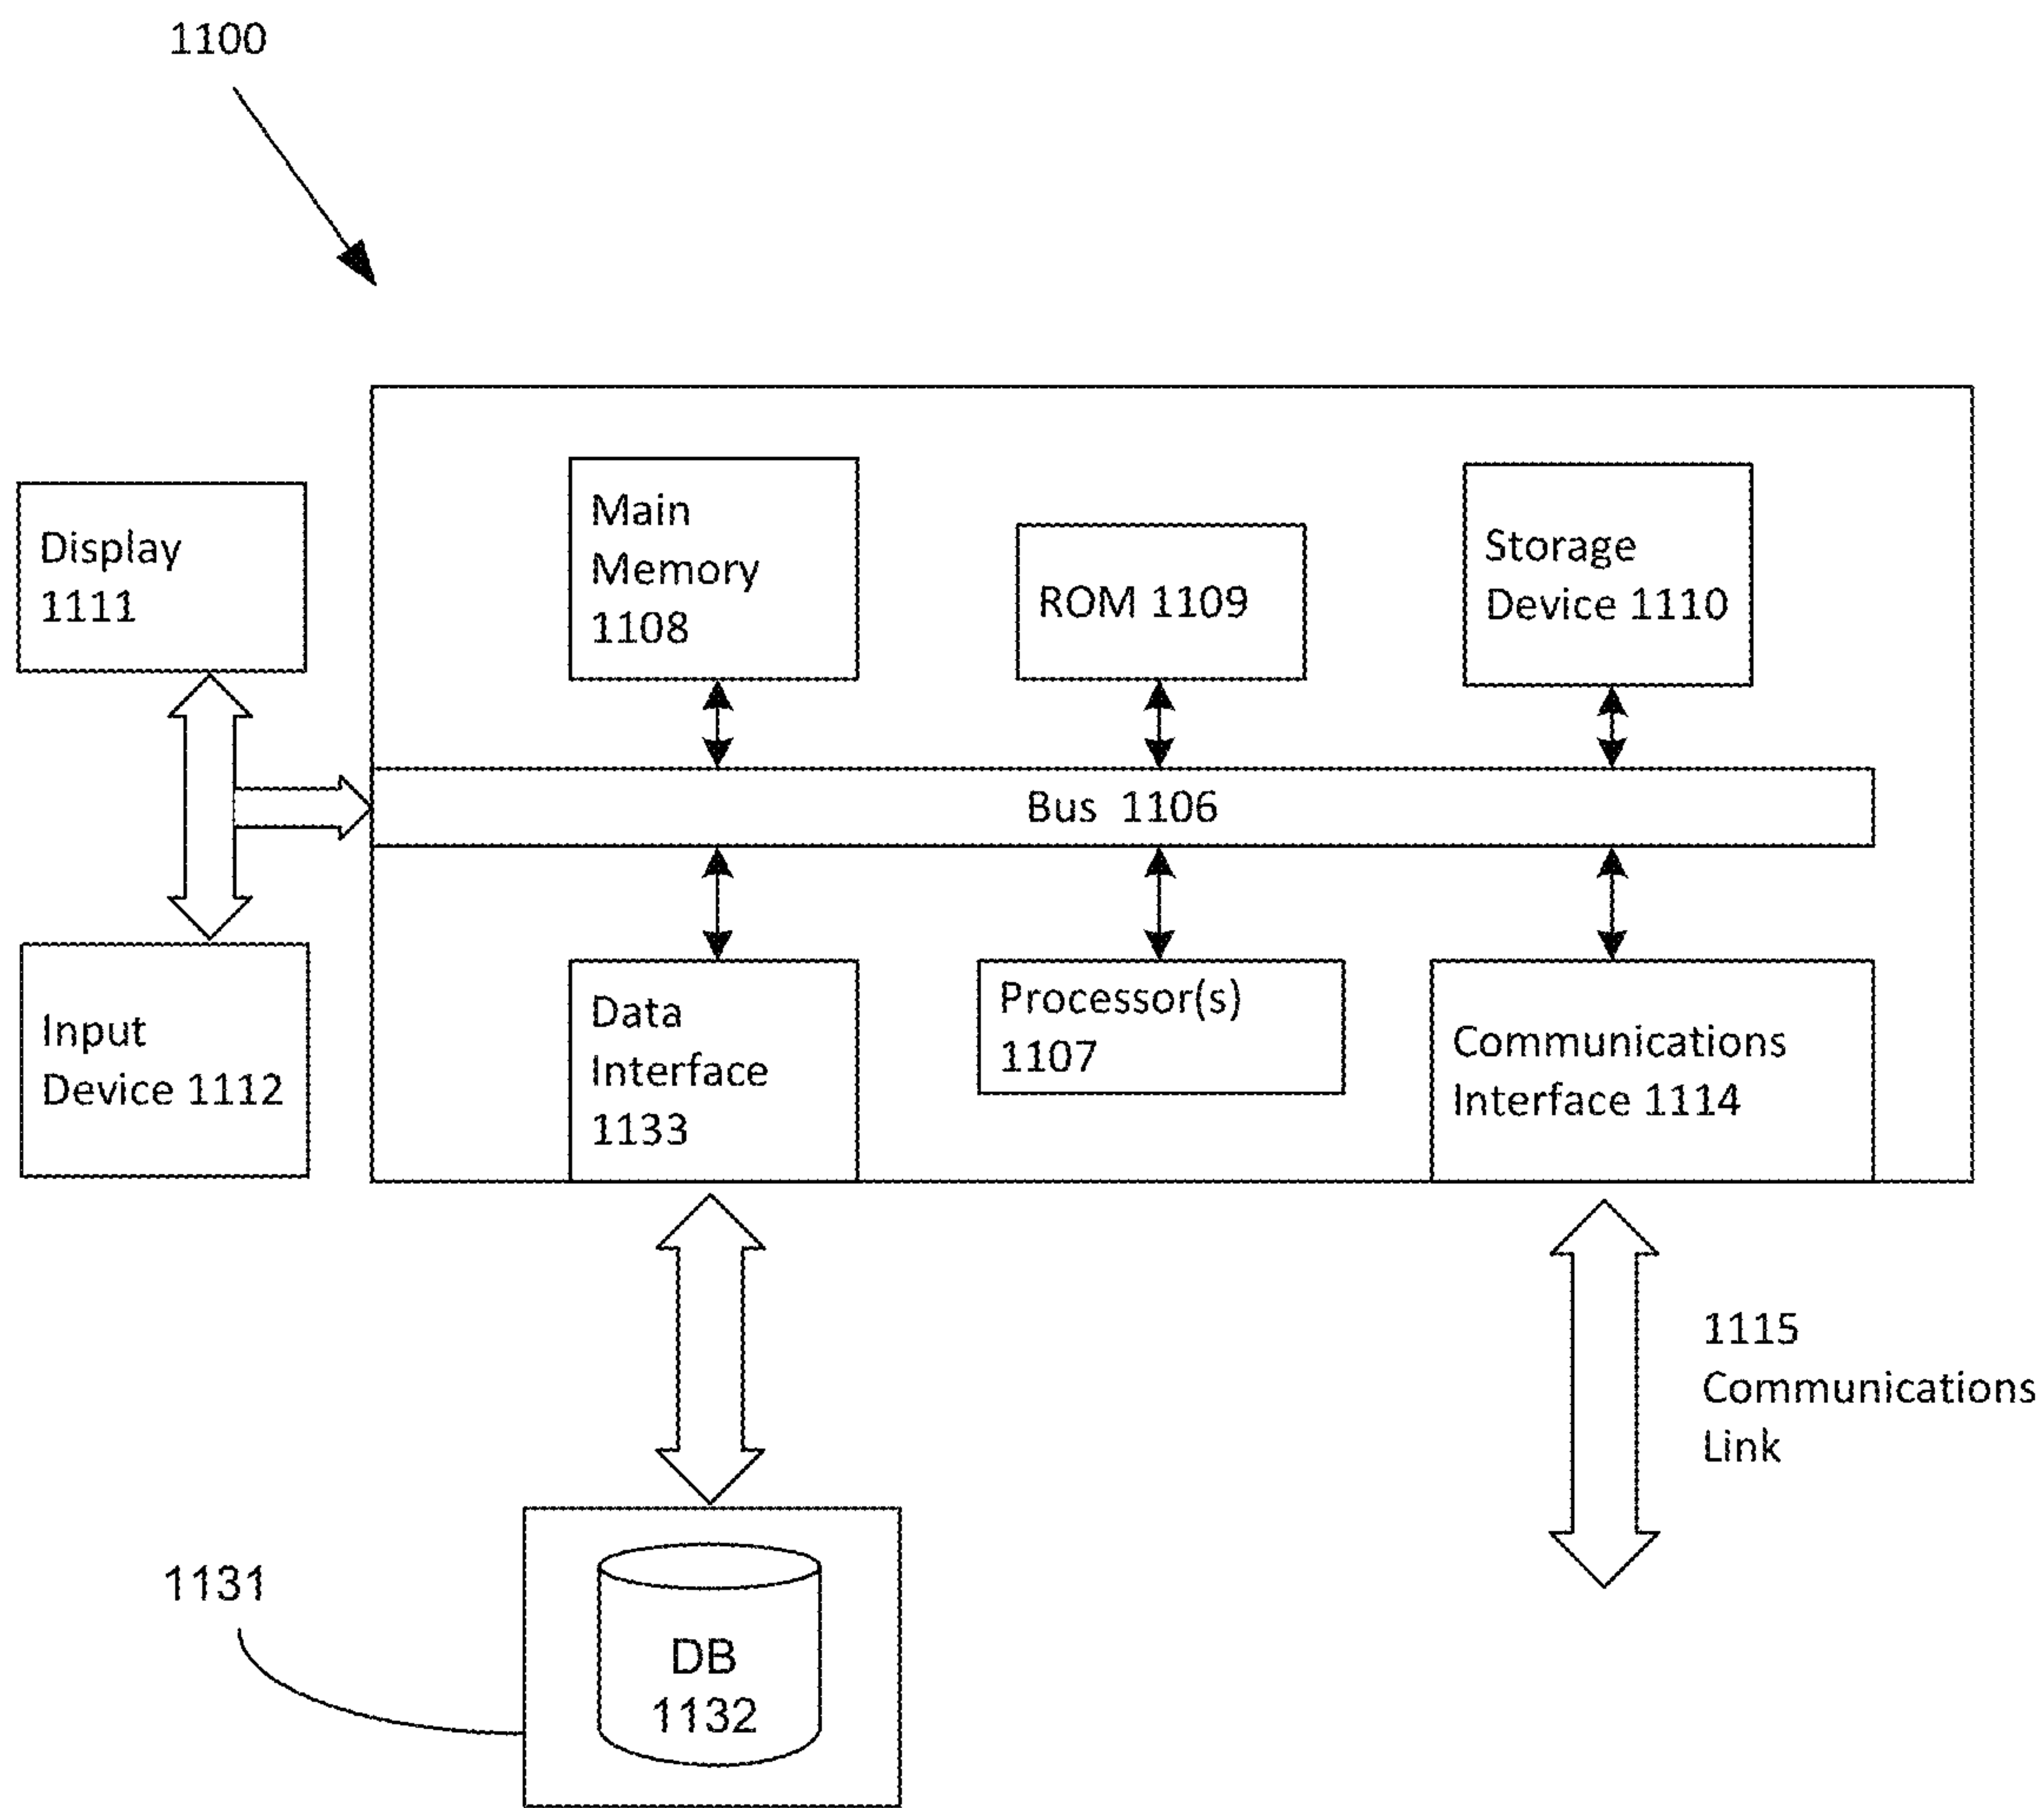 1100
Display
1111
Main
Memory
1108
ROM 1109
Storage
Device 1110
Bus 1106
Input
Device 1112
Data
Interface
1133
Processor(s)
1107
Communications
Interface 1114
1115
Communications
Link
1131
DB
1132